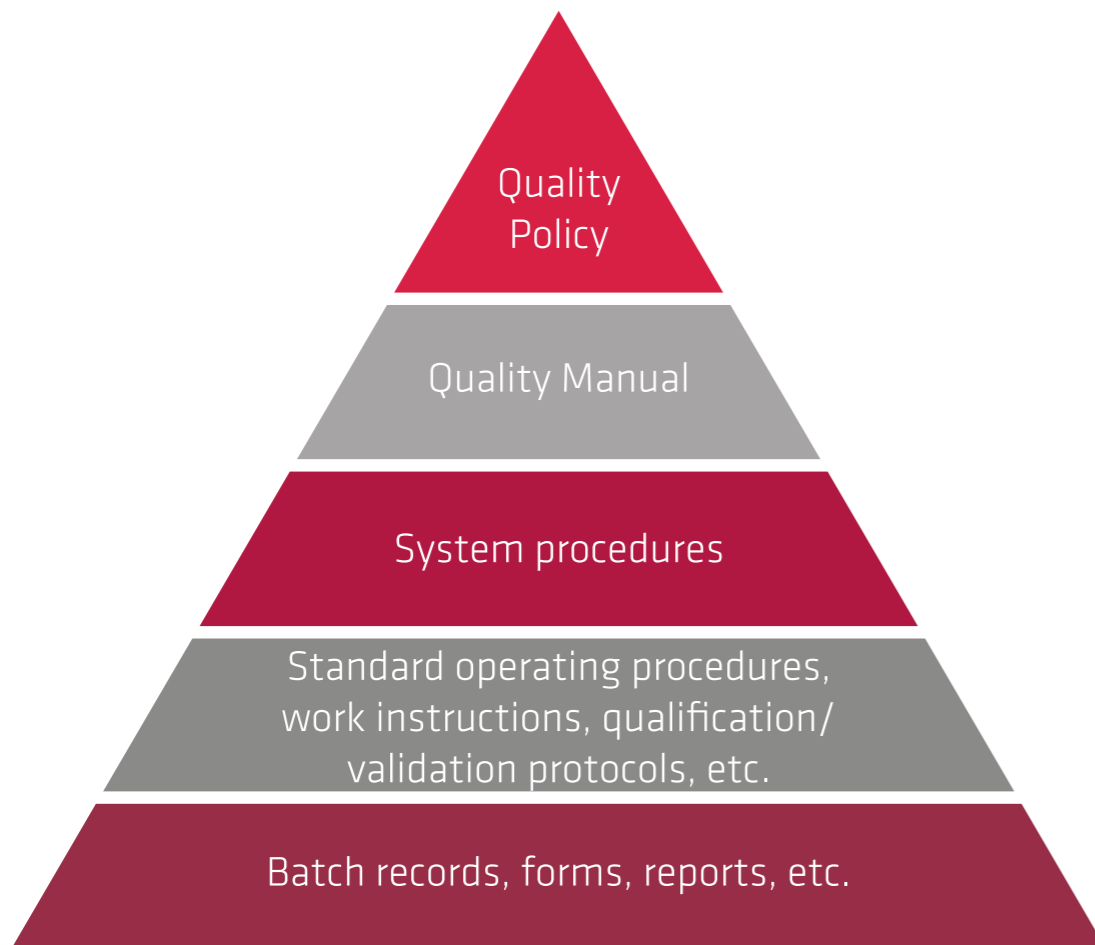 Quality
Policy
Quality Manual
System procedures
Standard operating procedures,
work instructions, qualification/
validation protocols, etc.
Batch records, forms, reports, etc.